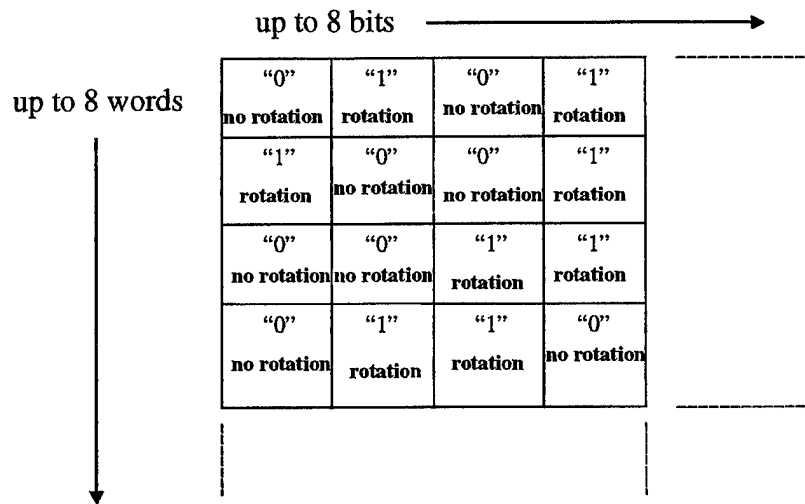 up to 8 bits
up to 8 words
“0” “1” “0” “1”
no rotation rotation no rotation rotation
“1” “0” “0” “1”
rotation no rotation no rotation rotation
“0” “0” “1” “1”
no rotation no rotation rotation rotation
“0” “1” “1” “0”
no rotation rotation rotation no rotation